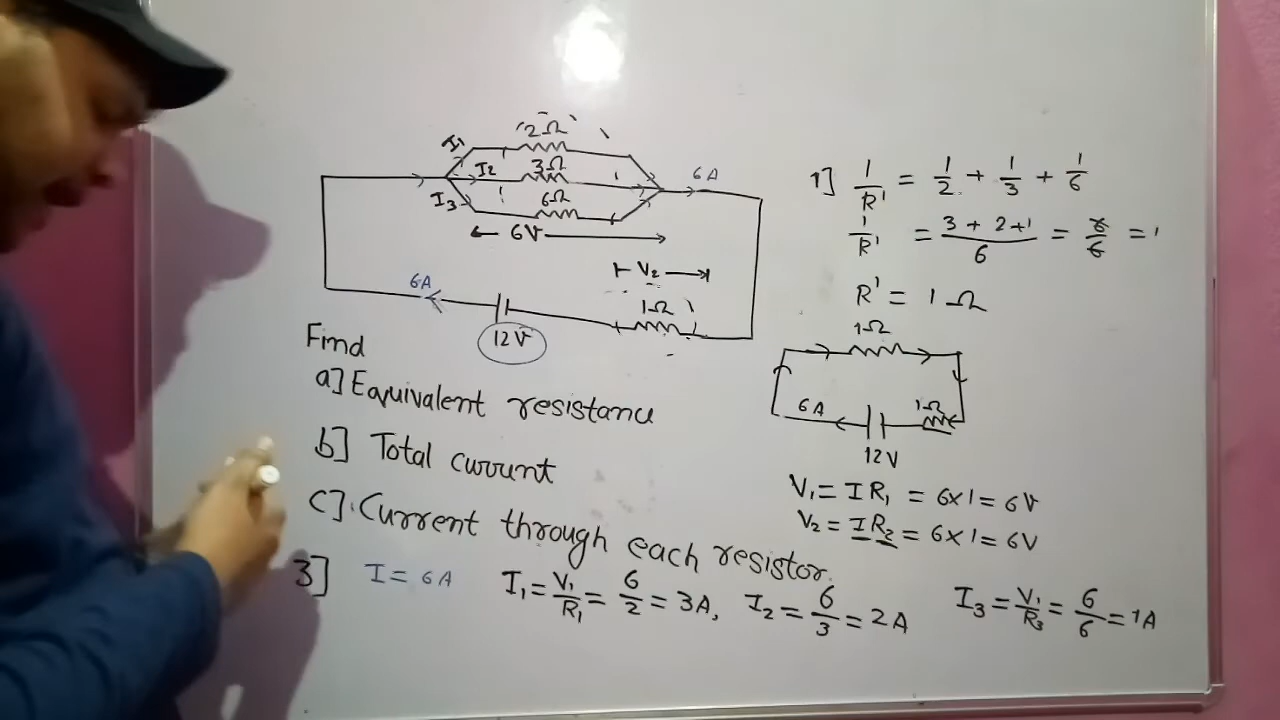 2Ω
I1
I2 3Ω
I3 6Ω
6A
6V
V2
6A
1Ω
12V
Find
a] Equivalent resistance
b] Total current
c]. Current through each resistor.
1] 1/R' = 1/2 + 1/3 + 1/6
1/R' = 3 + 2 + 1/6 = 6/6 = 1
R' = 1 Ω
1Ω
6A 1Ω
12V
V₁ = I R₁ = 6×1 = 6V
V₂ = I R₂ = 6×1 = 6V
3] I = 6A I₁ = V₁/R₁ = 6/2 = 3A, I₂ = 6/3 = 2A I₃ = V₁/R₃ = 6/6 = 1A